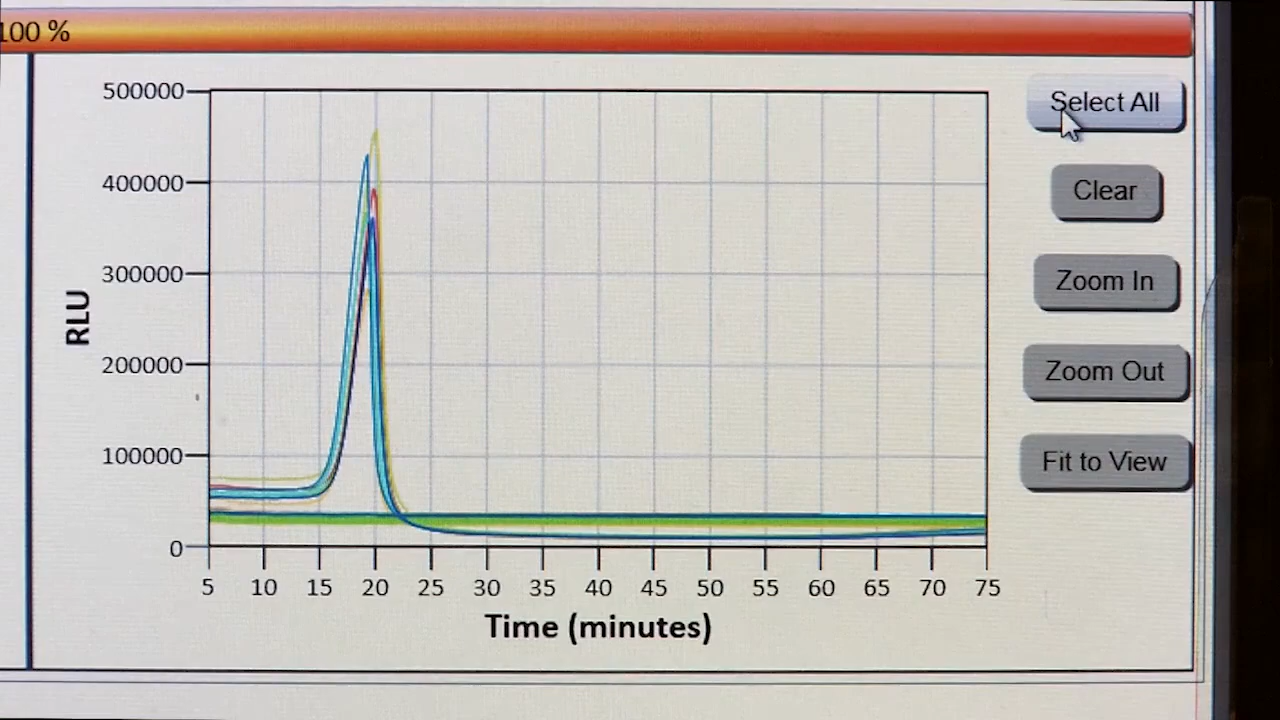 100 %
500000
400000
300000
200000
100000
0
RLU
5 10 15 20 25 30 35 40 45 50 55 60 65 70 75
Time (minutes)
Select All
Clear
Zoom In
Zoom Out
Fit to View